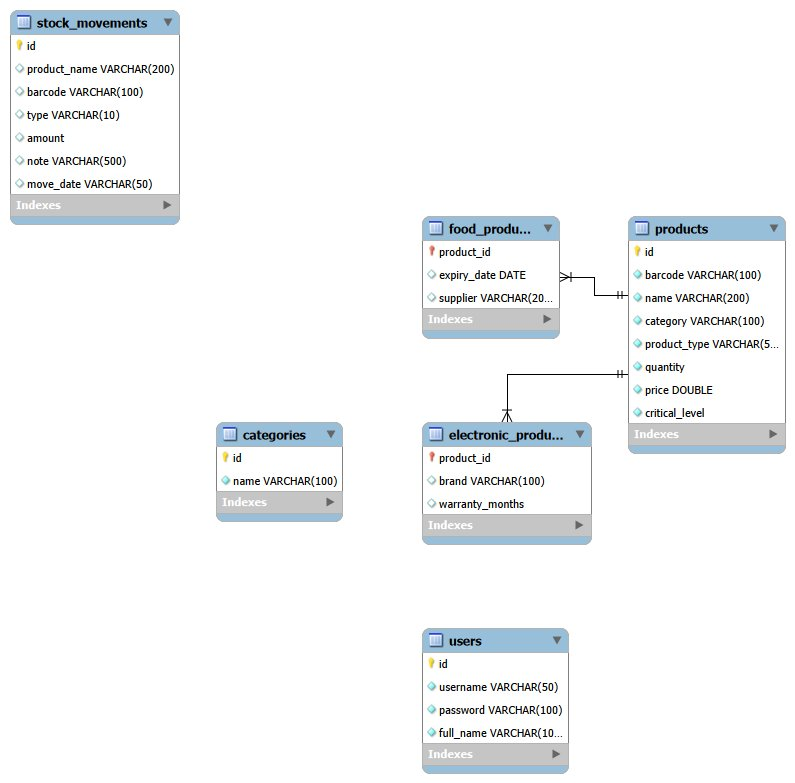 stock_movements
id
product_name VARCHAR(200)
barcode VARCHAR(100)
type VARCHAR(10)
amount
note VARCHAR(500)
move_date VARCHAR(50)
Indexes
food_produ...
product_id
expiry_date DATE
supplier VARCHAR(20...
Indexes
products
id
barcode VARCHAR(100)
name VARCHAR(200)
category VARCHAR(100)
product_type VARCHAR(5...
quantity
price DOUBLE
critical_level
Indexes
categories
id
name VARCHAR(100)
Indexes
electronic_produ...
product_id
brand VARCHAR(100)
warranty_months
Indexes
users
id
username VARCHAR(50)
password VARCHAR(100)
full_name VARCHAR(10...
Indexes